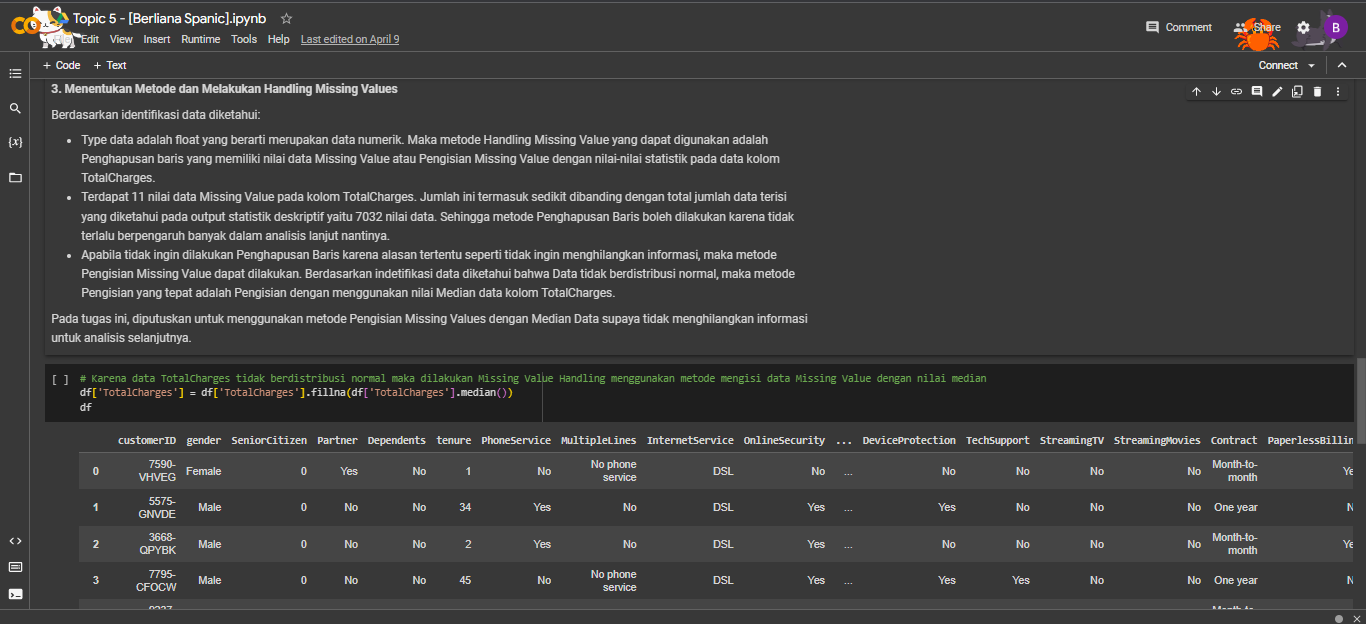 Topic 5 - [Berliana Spanic].ipynb
Edit View Insert Runtime Tools Help Last edited on April 9
Comment Share B
+ Code + Text Connect
3. Menentukan Metode dan Melakukan Handling Missing Values
Berdasarkan identifikasi data diketahui:
• Type data adalah float yang berarti merupakan data numerik. Maka metode Handling Missing Value yang dapat digunakan adalah
Penghapusan baris yang memiliki nilai data Missing Value atau Pengisian Missing Value dengan nilai-nilai statistik pada data kolom
TotalCharges.
• Terdapat 11 nilai data Missing Value pada kolom TotalCharges. Jumlah ini termasuk sedikit dibanding dengan total jumlah data terisi
yang diketahui pada output statistik deskriptif yaitu 7032 nilai data. Sehingga metode Penghapusan Baris boleh dilakukan karena tidak
terlalu berpengaruh banyak dalam analisis lanjut nantinya.
• Apabila tidak ingin dilakukan Penghapusan Baris karena alasan tertentu seperti tidak ingin menghilangkan informasi, maka metode
Pengisian Missing Value dapat dilakukan. Berdasarkan indetifikasi data diketahui bahwa Data tidak berdistribusi normal, maka metode
Pengisian yang tepat adalah Pengisian dengan menggunakan nilai Median data kolom TotalCharges.
Pada tugas ini, diputuskan untuk menggunakan metode Pengisian Missing Values dengan Median Data supaya tidak menghilangkan informasi
untuk analisis selanjutnya.
[ ] # Karena data TotalCharges tidak berdistribusi normal maka dilakukan Missing Value Handling menggunakan metode mengisi data Missing Value dengan nilai median
df['TotalCharges'] = df['TotalCharges'].fillna(df['TotalCharges'].median())
df
customerID gender SeniorCitizen Partner Dependents tenure PhoneService MultipleLines InternetService OnlineSecurity ... DeviceProtection TechSupport StreamingTV StreamingMovies Contract PaperlessBillin
0 7590-VHVEG Female 0 Yes No 1 No No phone service DSL No ... No No No No Month-to-month Ye
1 5575-GNVDE Male 0 No No 34 Yes No DSL Yes ... Yes No No No One year N
2 3668-QPYBK Male 0 No No 2 Yes No DSL Yes ... No No No No Month-to-month Ye
3 7795-CFOCW Male 0 No No 45 No No phone service DSL Yes ... Yes Yes No No One year N